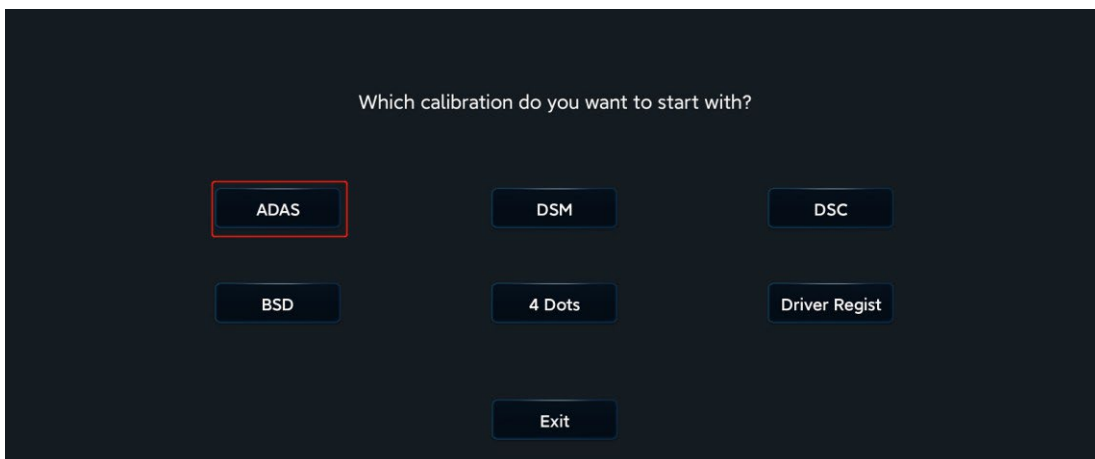 Which calibration do you want to start with?
ADAS DSM DSC
BSD 4 Dots Driver Regist
Exit